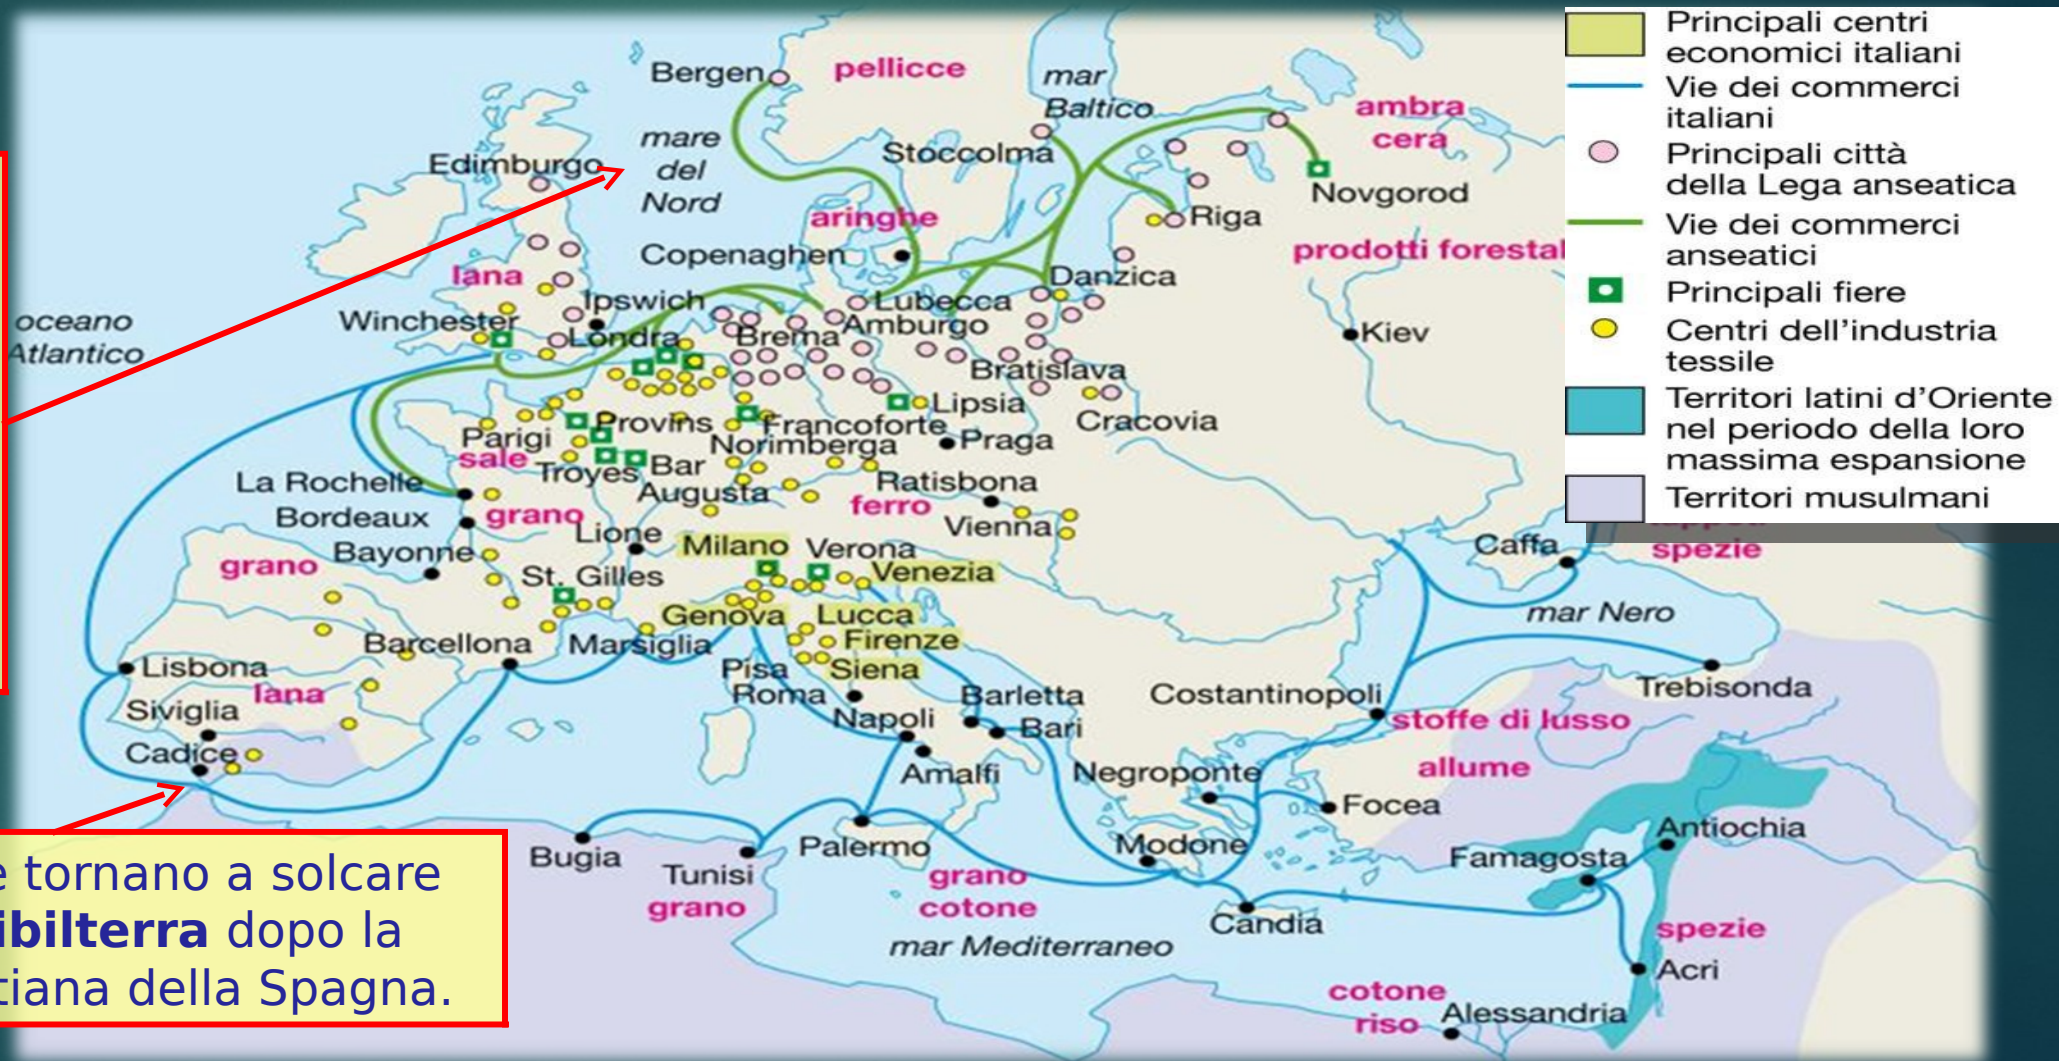 Principali centri
economici italiani
Vie dei commerci
italiani
Principali città
della Lega anseatica
Vie dei commerci
anseatici
Principali fiere
Centri dell'industria
tessile
Territori latini d'Oriente
nel periodo della loro
massima espansione
Territori musulmani
Bergen
pellicce
mar
Baltico
ambra
cera
mare
del
Nord
Edimburgo
Stoccolma
Novgorod
Riga
aringhe
Copenaghen
prodotti forestal
lana
Danzica
Ipswich
Lubecca
oceano
Atlantico
Winchester
Londra
Brema
Amburgo
Kiev
Bratislava
Lipsia
Cracovia
Provins
Francoforte
Parigi
Norimberga
Praga
sale
Troyes
Bar
La Rochelle
Augusta
Ratisbona
Bordeaux
grano
ferro
Lione
Vienna
Bayonne
Milano
Verona
Caffa
spezie
grano
St. Gilles
Venezia
Genova
Lucca
mar Nero
Barcellona
Marsiglia
Firenze
Lisbona
Pisa
Siena
lana
Roma
Barletta
Costantinopoli
Trebisonda
Siviglia
Napoli
Bari
stoffe di lusso
Cadice
Amalfi
Negroponte
allume
Focea
Antiochia
Bugia
Tunisi
Palermo
Modone
Famagosta
grano
grano
cotone
Candia
spezie
mar Mediterraneo
Acri
cotone
riso
Alessandria
e tornano a solcare
ibilterra dopo la
tiana della Spagna.